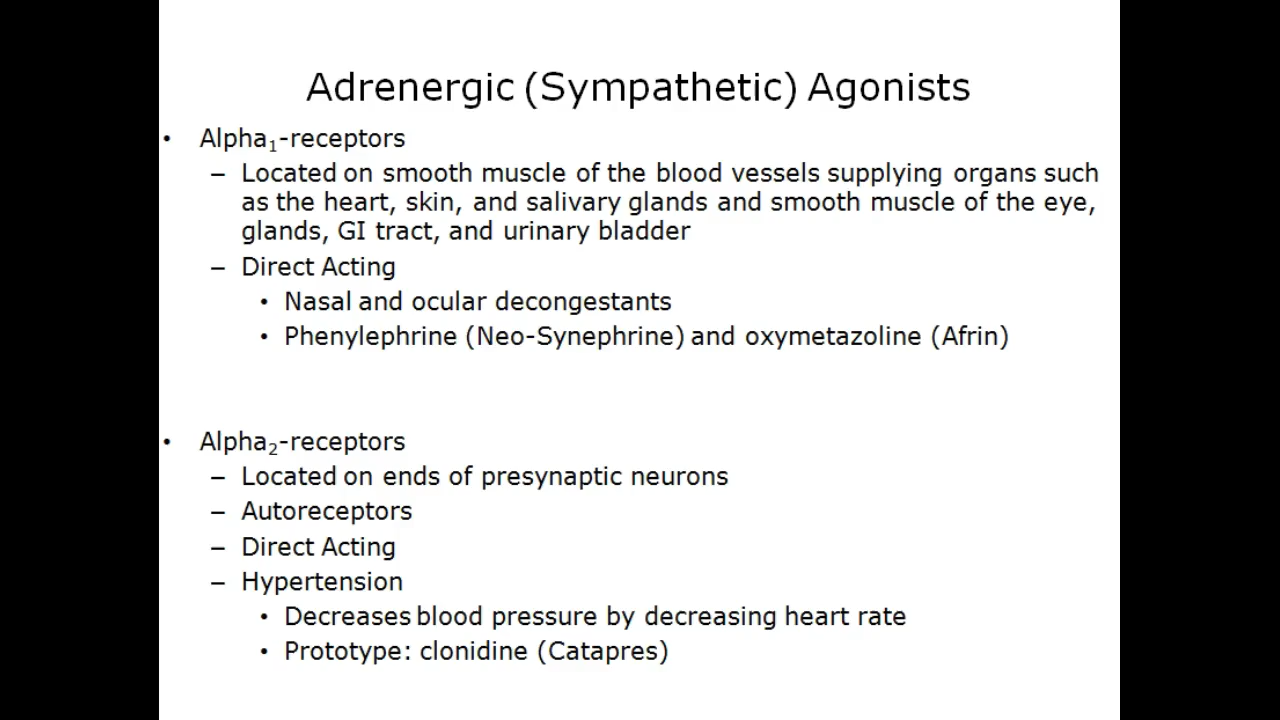 Adrenergic (Sympathetic) Agonists
• Alpha₁-receptors
– Located on smooth muscle of the blood vessels supplying organs such
as the heart, skin, and salivary glands and smooth muscle of the eye,
glands, GI tract, and urinary bladder
– Direct Acting
• Nasal and ocular decongestants
• Phenylephrine (Neo-Synephrine) and oxymetazoline (Afrin)
• Alpha₂-receptors
– Located on ends of presynaptic neurons
– Autoreceptors
– Direct Acting
– Hypertension
• Decreases blood pressure by decreasing heart rate
• Prototype: clonidine (Catapres)